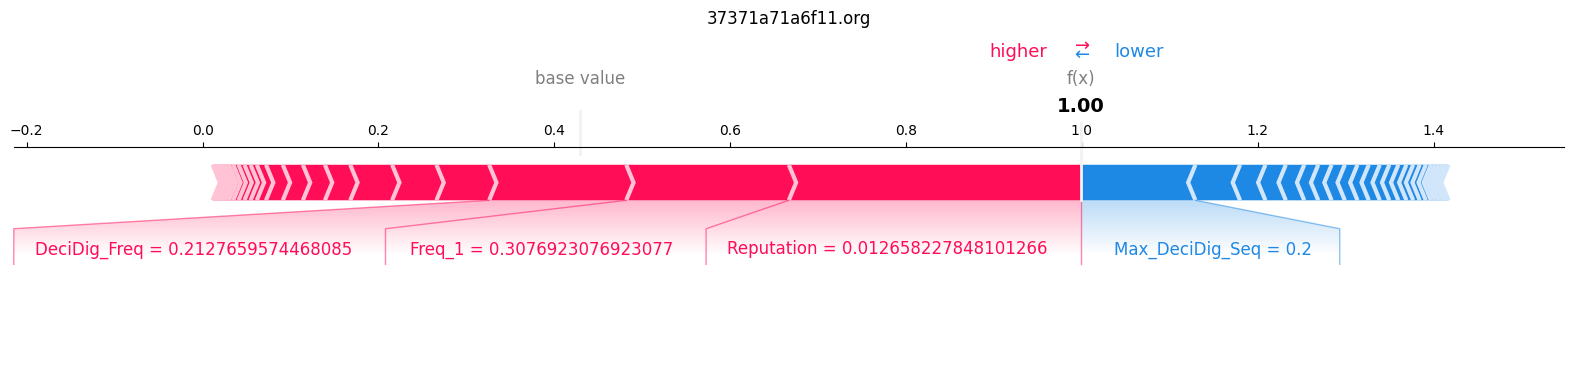 37371a71a6f11.org
higher ⇄ lower
base value f(x)
1.00
−0.2 0.0 0.2 0.4 0.6 0.8 1.0 1.2 1.4
DeciDig_Freq = 0.2127659574468085 Freq_1 = 0.3076923076923077 Reputation = 0.012658227848101266 Max_DeciDig_Seq = 0.2